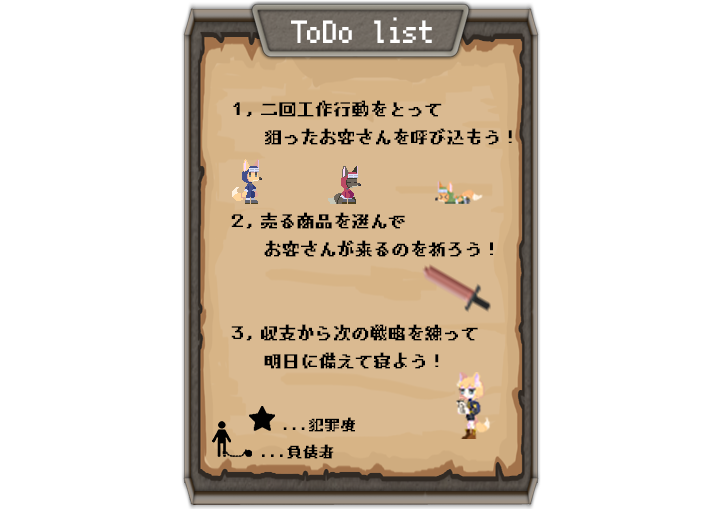 ToDo list
1, 二回工作行動をとって
狙ったお客さんを呼び込もう!
2, 売る商品を選んで
お客さんが来るのを祈ろう!
3, 収支から次の戦略を練って
明日に備えて寝よう!
...犯罪度
...負債者